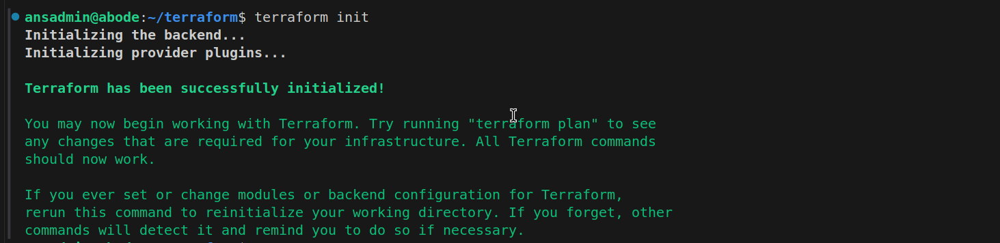 ansadmin@abode:~/terraform$ terraform init
Initializing the backend...
Initializing provider plugins...
Terraform has been successfully initialized!
You may now begin working with Terraform. Try running "terraform plan" to see
any changes that are required for your infrastructure. All Terraform commands
should now work.
If you ever set or change modules or backend configuration for Terraform,
rerun this command to reinitialize your working directory. If you forget, other
commands will detect it and remind you to do so if necessary.